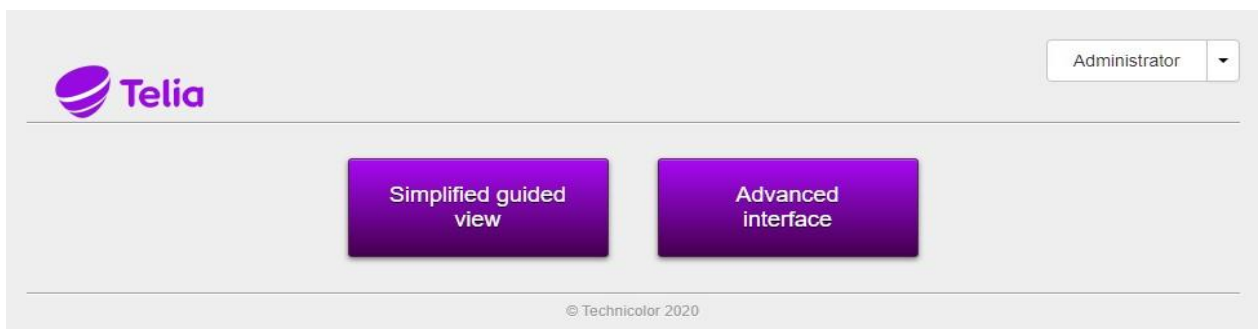 Administrator
Telia
Simplified guided
view
Advanced
interface
© Technicolor 2020